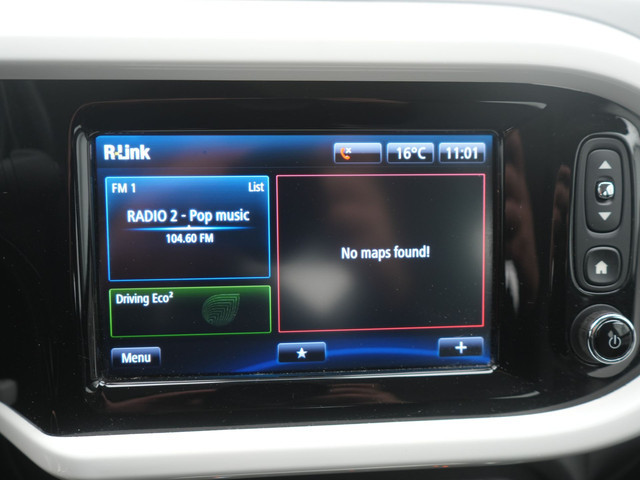 R-Link
16°C
11:01
FM 1
List
RADIO 2 - Pop music
104.60 FM
No maps found!
Driving Eco²
Menu